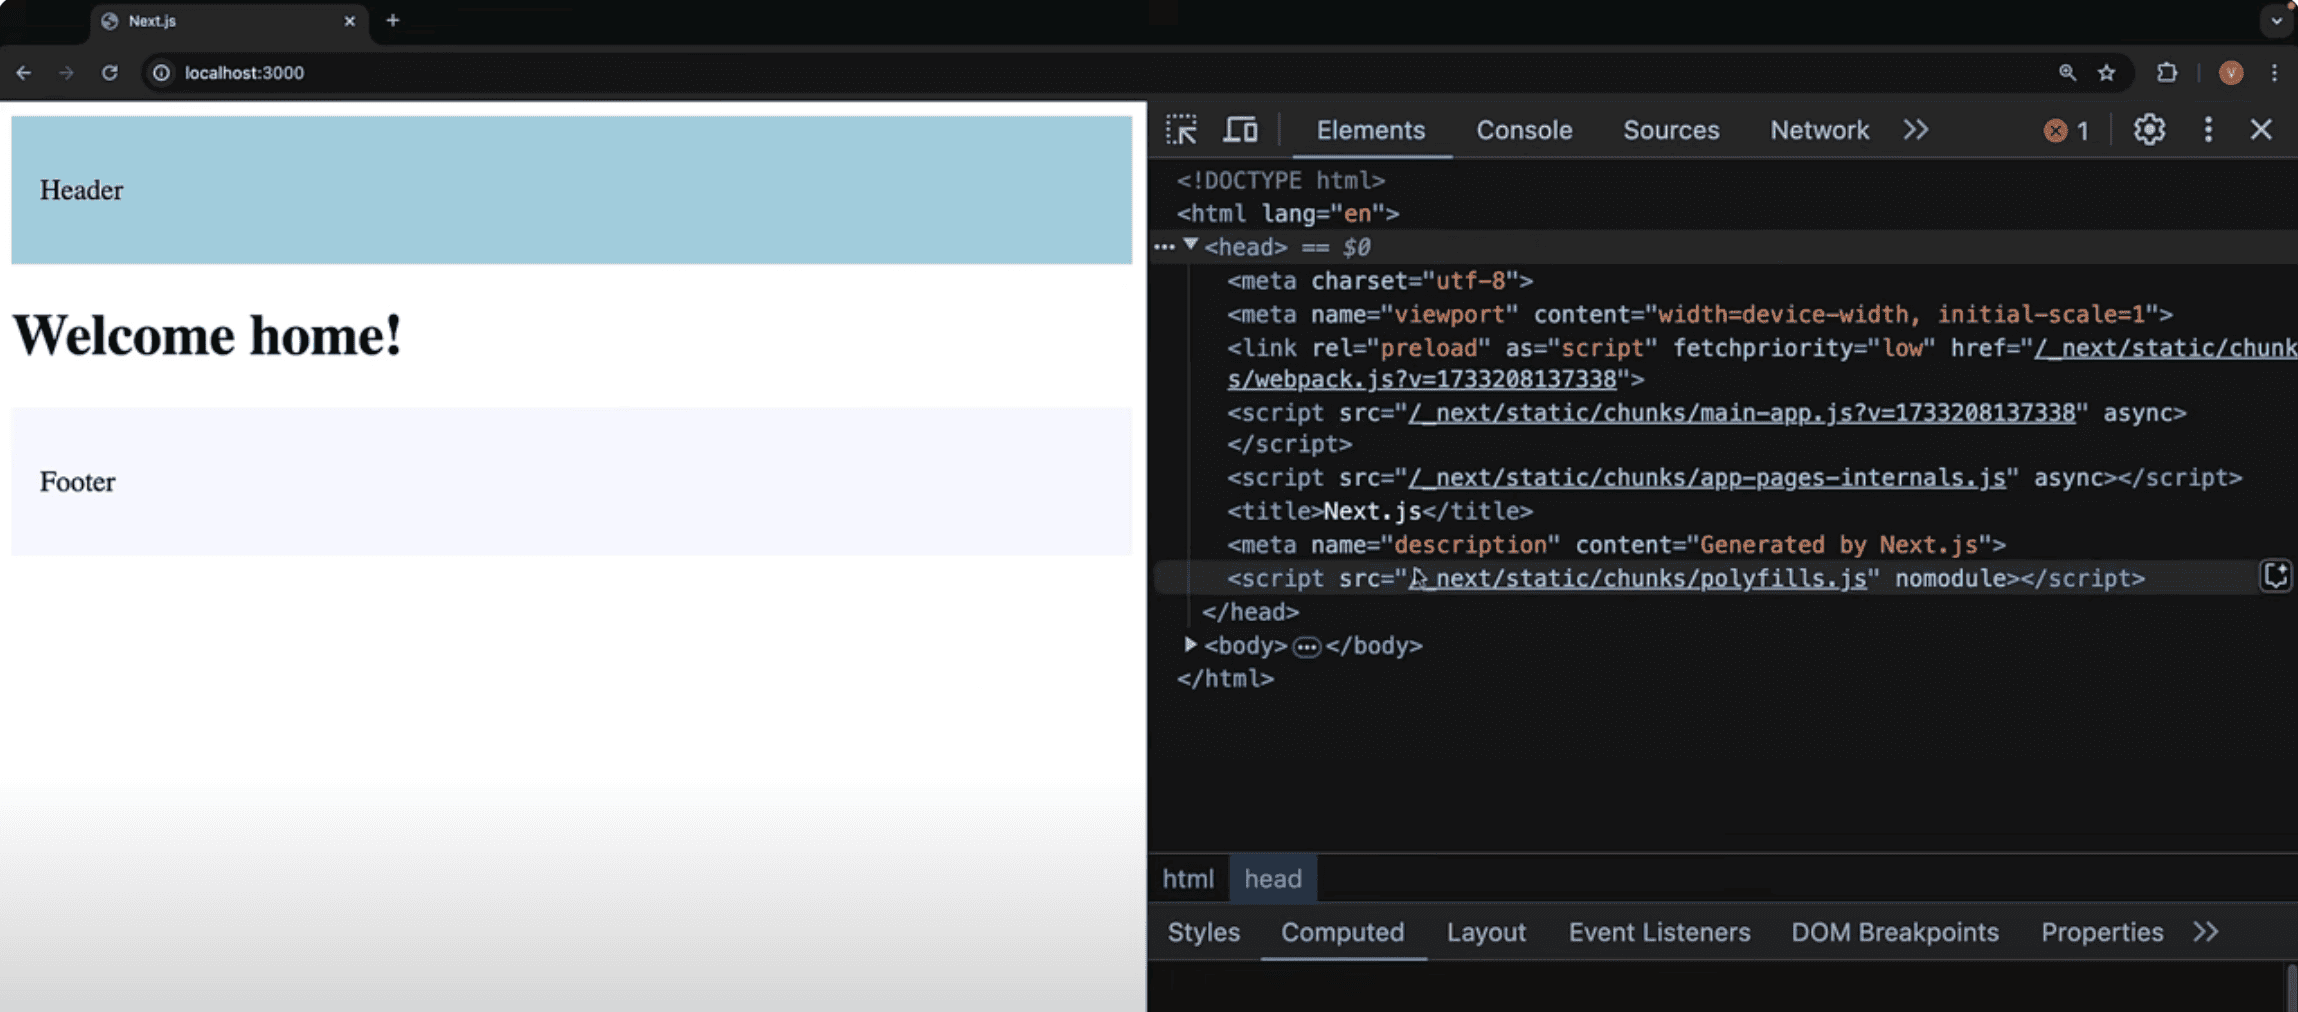 Next.js
localhost:3000
V
Header
Welcome home!
Footer
Elements Console Sources Network 1
<!DOCTYPE html>
<html lang="en">
<head> == $0
<meta charset="utf-8">
<meta name="viewport" content="width=device-width, initial-scale=1">
<link rel="preload" as="script" fetchpriority="low" href="/_next/static/chunk
s/webpack.js?v=1733208137338">
<script src="/_next/static/chunks/main-app.js?v=1733208137338" async>
</script>
<script src="/_next/static/chunks/app-pages-internals.js" async></script>
<title>Next.js</title>
<meta name="description" content="Generated by Next.js">
<script src="/_next/static/chunks/polyfills.js" nomodule></script>
</head>
<body>…</body>
</html>
html head
Styles Computed Layout Event Listeners DOM Breakpoints Properties